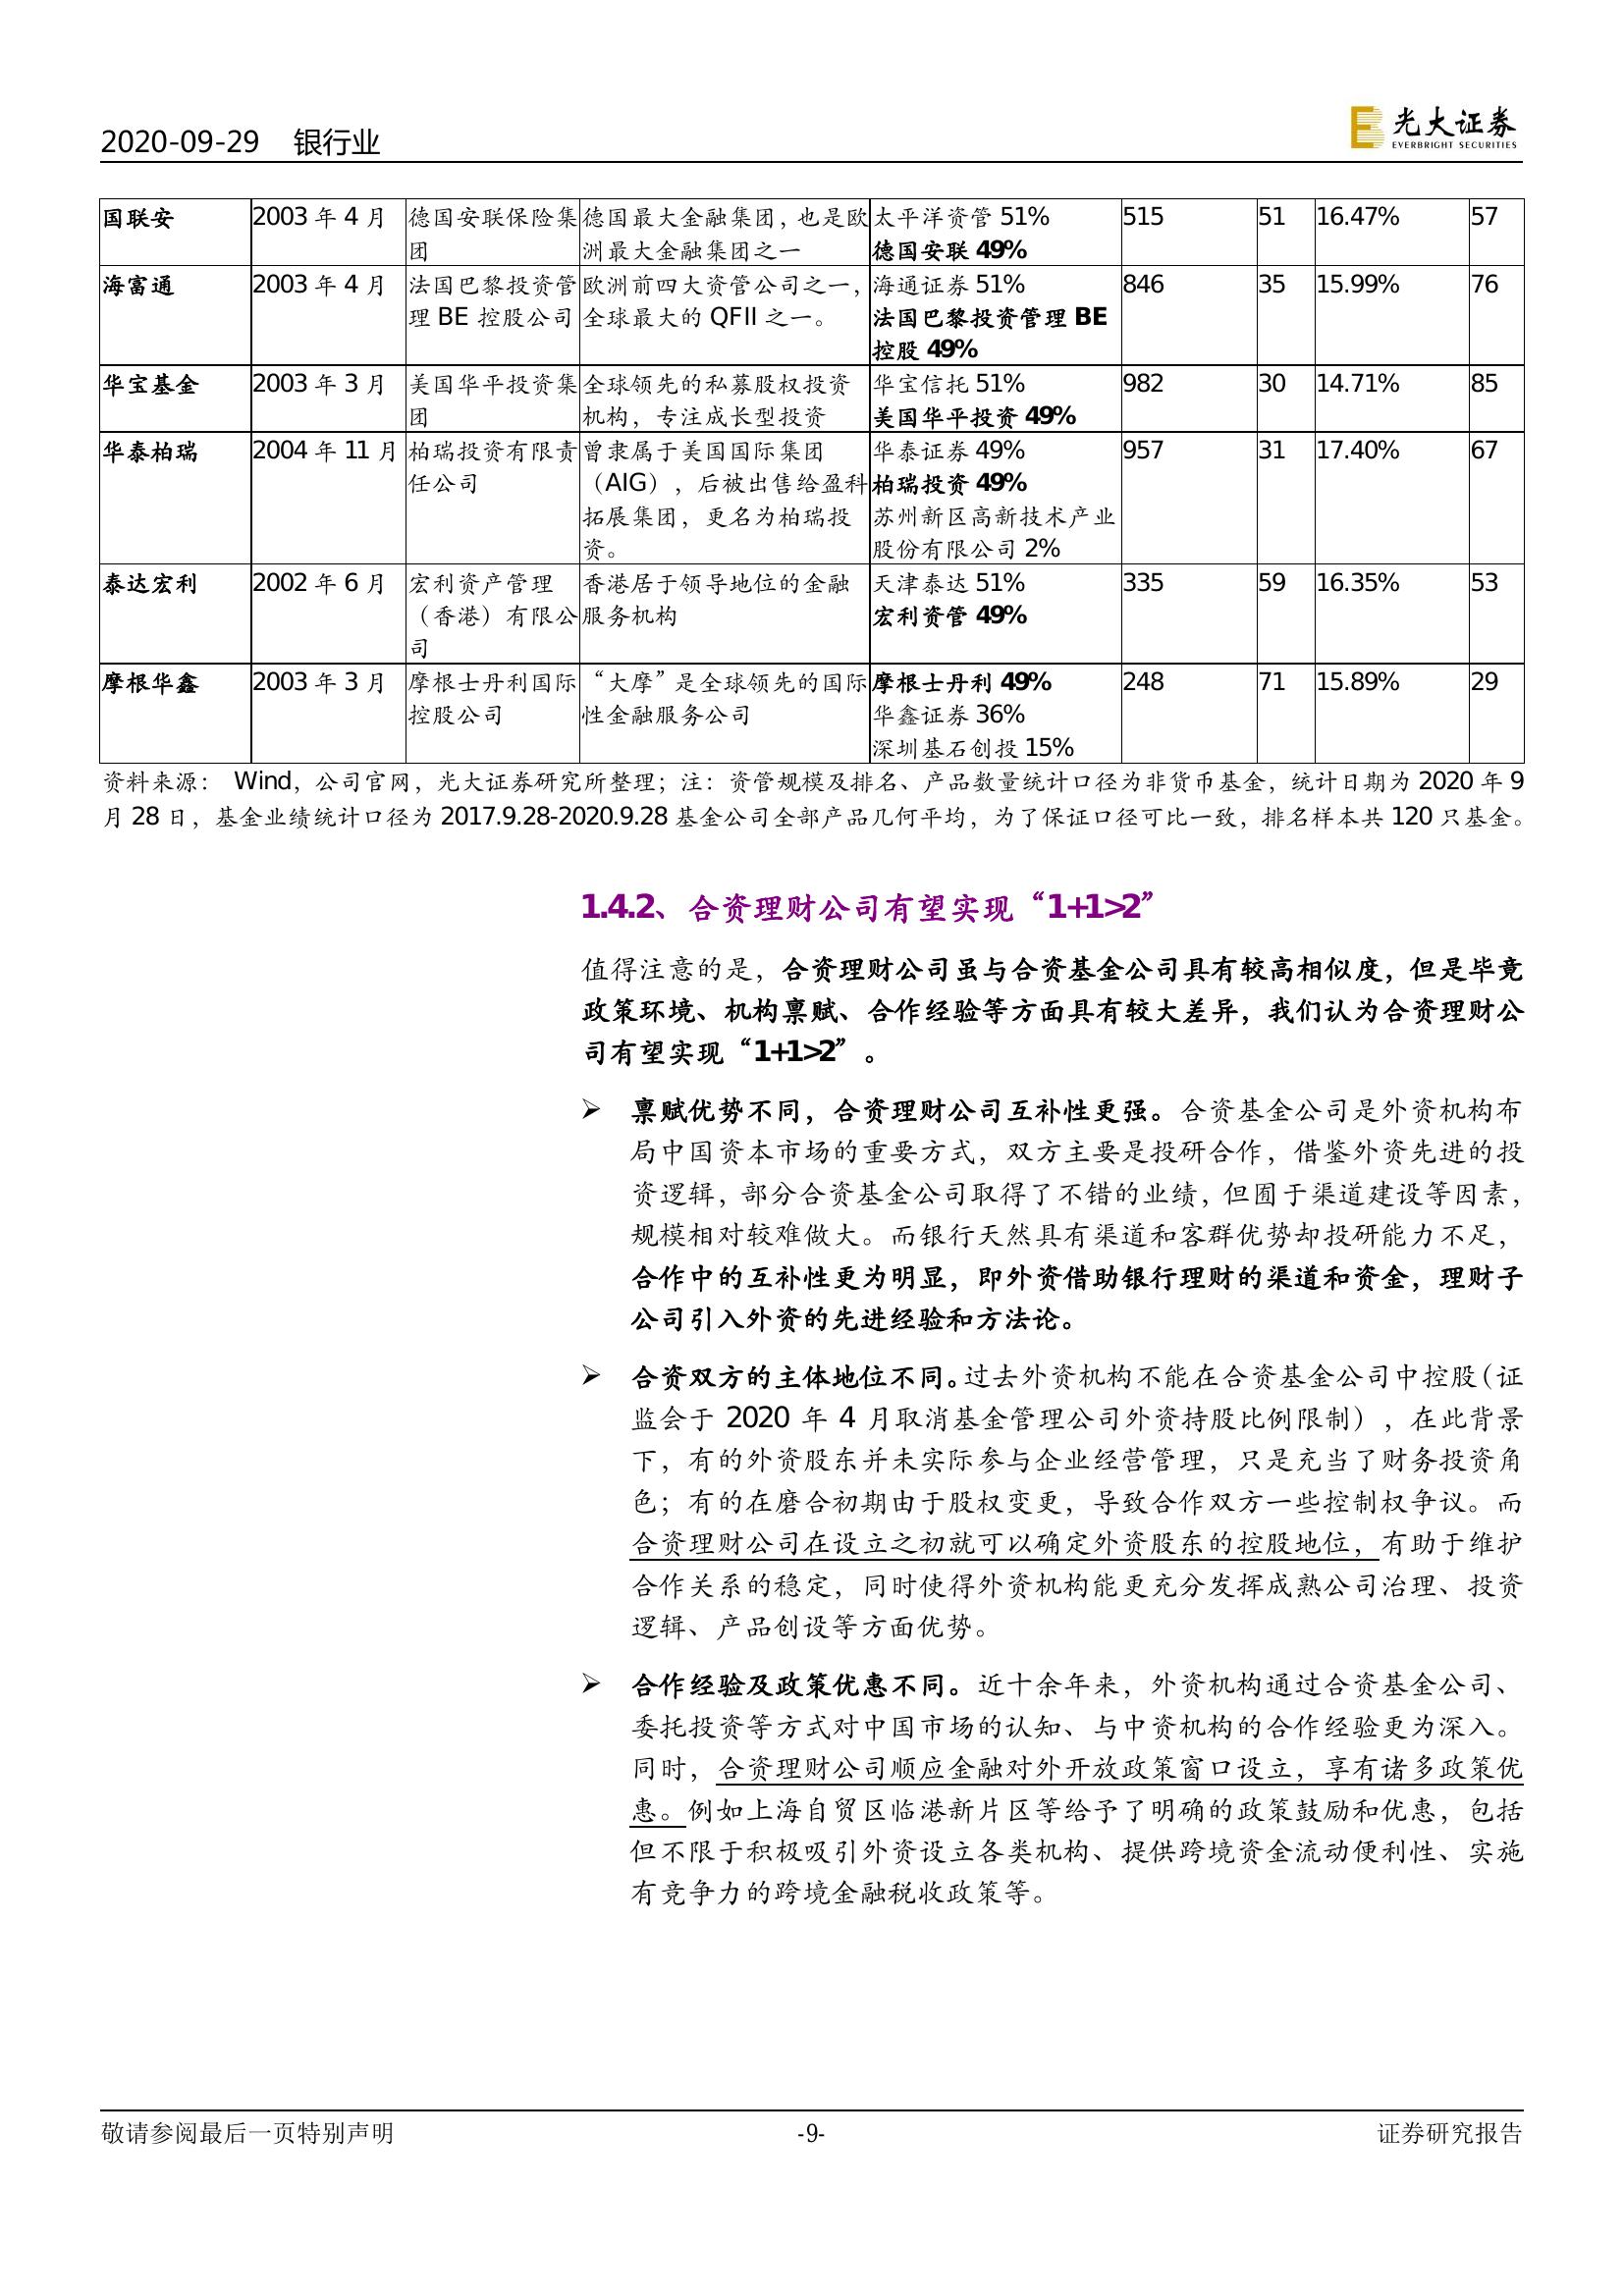 2020-09-29 银行业
光大证券
EVERBRIGHT SECURITIES
国联安 2003 年 4 月 德国安联保险集 德国最大金融集团，也是欧 太平洋资管 51% 515 51 16.47% 57
团 洲最大金融集团之一 德国安联 49%
海富通 2003 年 4 月 法国巴黎投资管 欧洲前四大资管公司之一， 海通证券 51% 846 35 15.99% 76
理 BE 控股公司 全球最大的 QFII 之一。 法国巴黎投资管理 BE
控股 49%
华宝基金 2003 年 3 月 美国华平投资集 全球领先的私募股权投资 华宝信托 51% 982 30 14.71% 85
团 机构，专注成长型投资 美国华平投资 49%
华泰柏瑞 2004 年 11 月 柏瑞投资有限责 曾隶属于美国国际集团 华泰证券 49% 957 31 17.40% 67
任公司 （AIG），后被出售给盈科 柏瑞投资 49%
拓展集团，更名为柏瑞投 苏州新区高新技术产业
资。 股份有限公司 2%
泰达宏利 2002 年 6 月 宏利资产管理 香港居于领导地位的金融 天津泰达 51% 335 59 16.35% 53
（香港）有限公 服务机构 宏利资管 49%
司
摩根华鑫 2003 年 3 月 摩根士丹利国际 “大摩”是全球领先的国际 摩根士丹利 49% 248 71 15.89% 29
控股公司 性金融服务公司 华鑫证券 36%
深圳基石创投 15%
资料来源： Wind，公司官网，光大证券研究所整理；注：资管规模及排名、产品数量统计口径为非货币基金，统计日期为 2020 年 9
月 28 日，基金业绩统计口径为 2017.9.28-2020.9.28 基金公司全部产品几何平均，为了保证口径可比一致，排名样本共 120 只基金。
1.4.2、合资理财公司有望实现“1+1>2”
值得注意的是，合资理财公司虽与合资基金公司具有较高相似度，但是毕竟
政策环境、机构禀赋、合作经验等方面具有较大差异，我们认为合资理财公
司有望实现“1+1>2”。
➢ 禀赋优势不同，合资理财公司互补性更强。合资基金公司是外资机构布
局中国资本市场的重要方式，双方主要是投研合作，借鉴外资先进的投
资逻辑，部分合资基金公司取得了不错的业绩，但囿于渠道建设等因素，
规模相对较难做大。而银行天然具有渠道和客群优势却投研能力不足，
合作中的互补性更为明显，即外资借助银行理财的渠道和资金，理财子
公司引入外资的先进经验和方法论。
➢ 合资双方的主体地位不同。过去外资机构不能在合资基金公司中控股（证
监会于 2020 年 4 月取消基金管理公司外资持股比例限制），在此背景
下，有的外资股东并未实际参与企业经营管理，只是充当了财务投资角
色；有的在磨合初期由于股权变更，导致合作双方一些控制权争议。而
合资理财公司在设立之初就可以确定外资股东的控股地位，有助于维护
合作关系的稳定，同时使得外资机构能更充分发挥成熟公司治理、投资
逻辑、产品创设等方面优势。
➢ 合作经验及政策优惠不同。近十余年来，外资机构通过合资基金公司、
委托投资等方式对中国市场的认知、与中资机构的合作经验更为深入。
同时，合资理财公司顺应金融对外开放政策窗口设立，享有诸多政策优
惠。例如上海自贸区临港新片区等给予了明确的政策鼓励和优惠，包括
但不限于积极吸引外资设立各类机构、提供跨境资金流动便利性、实施
有竞争力的跨境金融税收政策等。
敬请参阅最后一页特别声明 -9- 证券研究报告